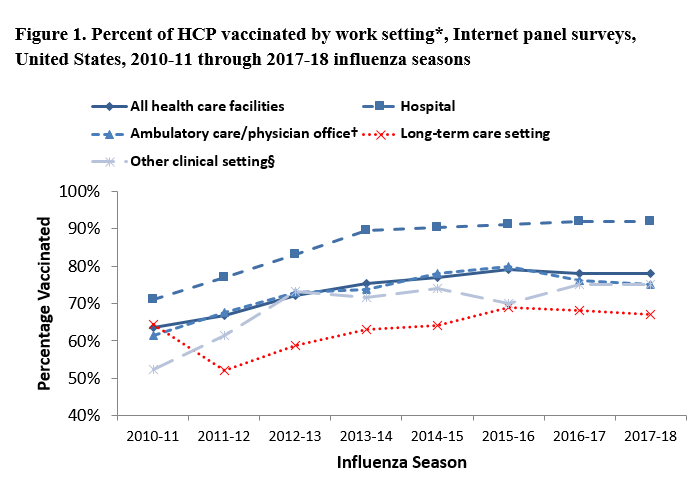 Figure 1. Percent of HCP vaccinated by work setting*, Internet panel surveys,
United States, 2010-11 through 2017-18 influenza seasons
All health care facilities
Hospital
Ambulatory care/physician office†
Long-term care setting
Other clinical setting§
Percentage Vaccinated
100%
90%
80%
70%
60%
50%
40%
2010-11 2011-12 2012-13 2013-14 2014-15 2015-16 2016-17 2017-18
Influenza Season